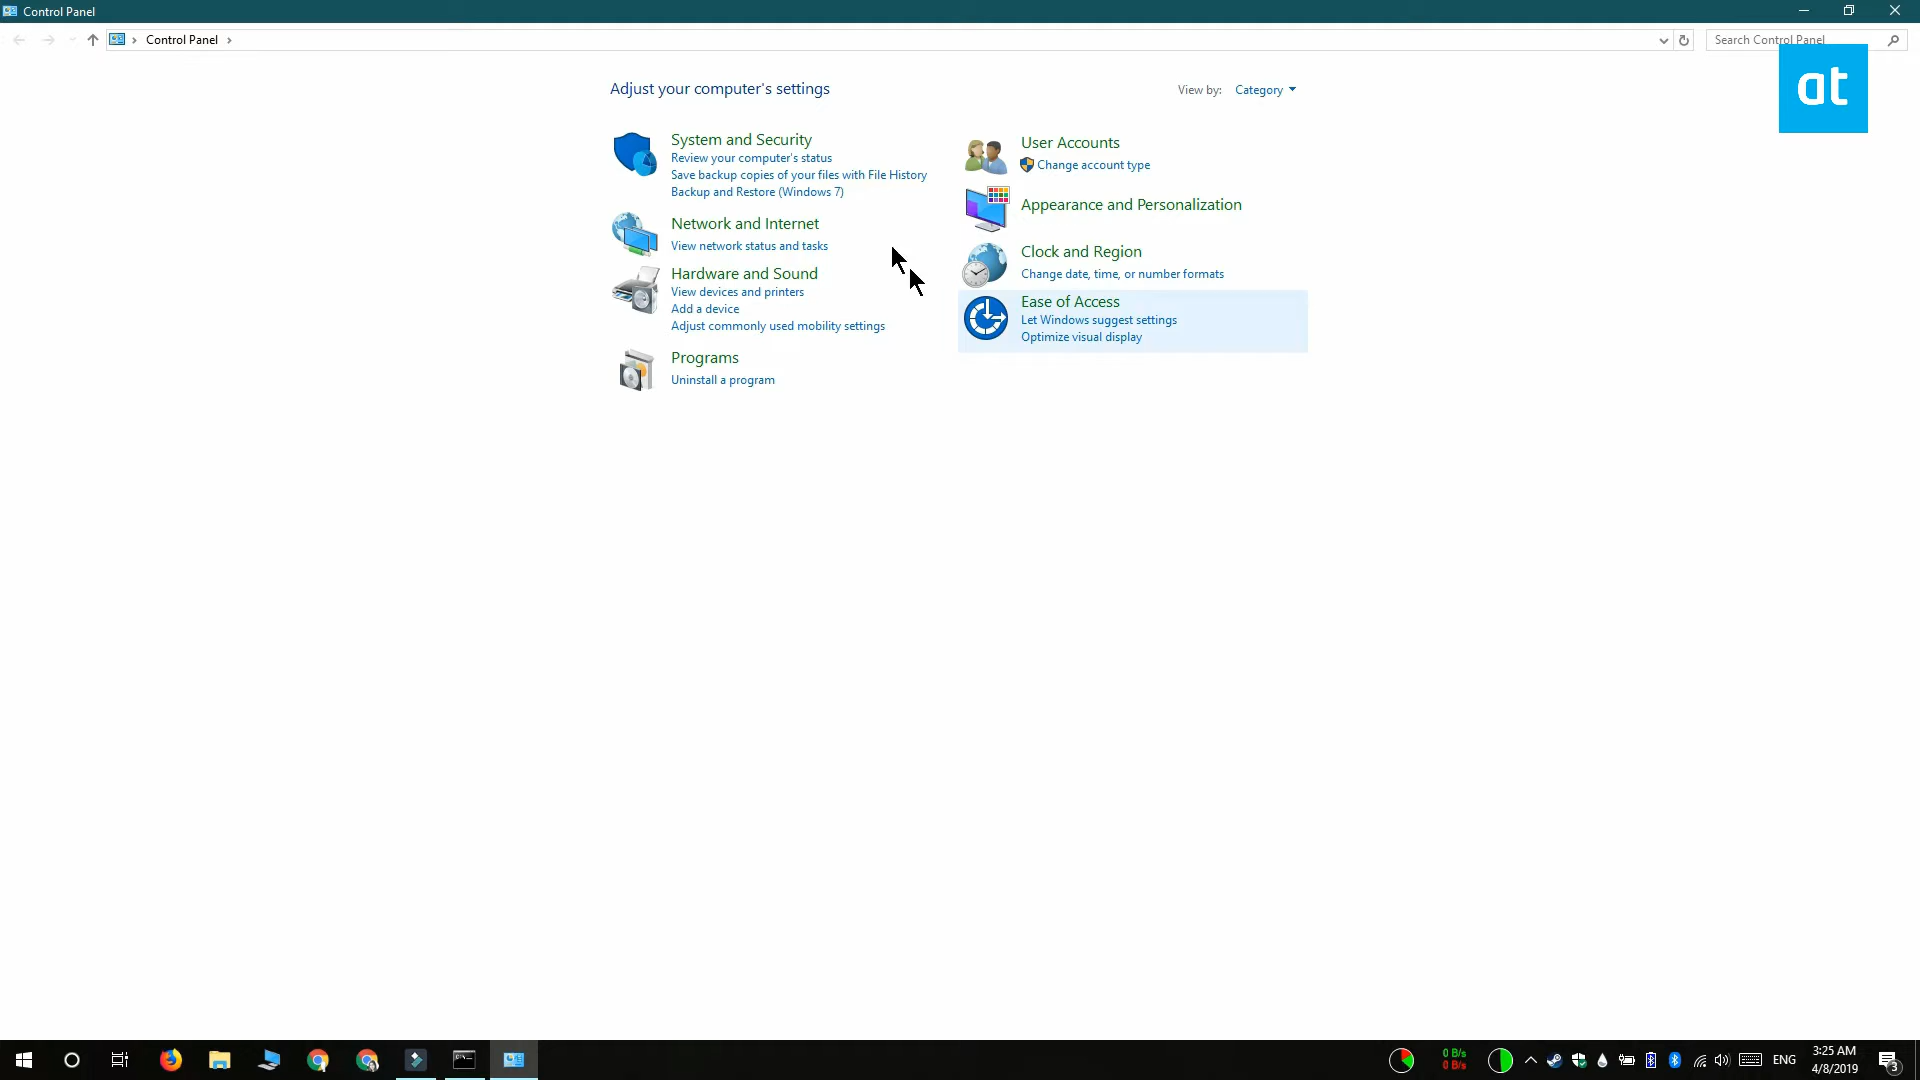 Control Panel
Control Panel
Search Control Panel
at
Adjust your computer's settings
View by: Category
System and Security
Review your computer's status
Save backup copies of your files with File History
Backup and Restore (Windows 7)
Network and Internet
View network status and tasks
Hardware and Sound
View devices and printers
Add a device
Adjust commonly used mobility settings
Programs
Uninstall a program
User Accounts
Change account type
Appearance and Personalization
Clock and Region
Change date, time, or number formats
Ease of Access
Let Windows suggest settings
Optimize visual display
0 B/s
0 B/s
ENG
3:25 AM
4/8/2019
3